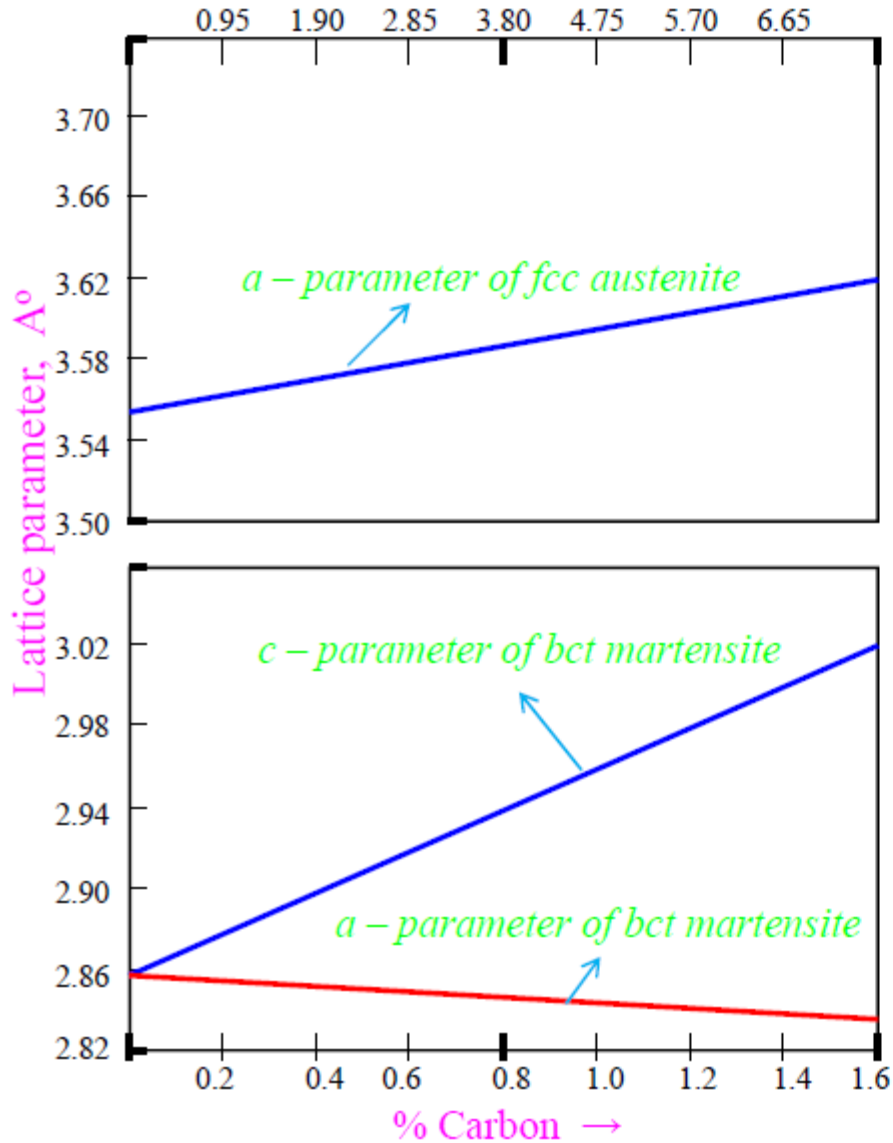 0.95 1.90 2.85 3.80 4.75 5.70 6.65
3.70
3.66
a – parameter of fcc austenite
3.62
3.58
3.54
3.50
Lattice parameter, Aº
c – parameter of bct martensite
3.02
2.98
2.94
2.90
a – parameter of bct martensite
2.86
2.82
0.2 0.4 0.6 0.8 1.0 1.2 1.4 1.6
% Carbon →